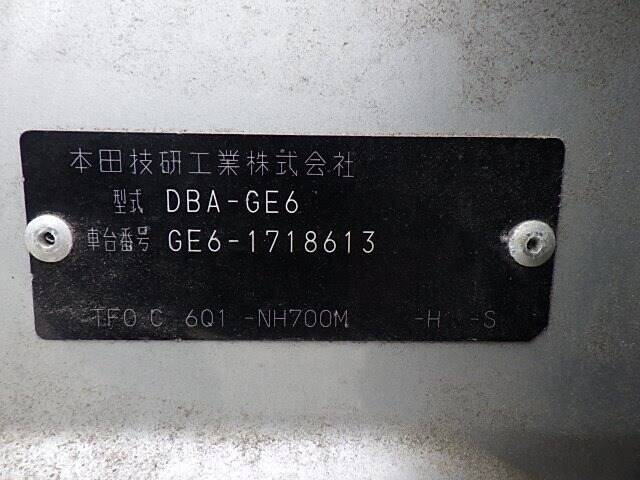 本田技研工業株式会社
型式 DBA-GE6
車台番号 GE6-1718613
TF0 C 6Q1 -NH700M -H -S